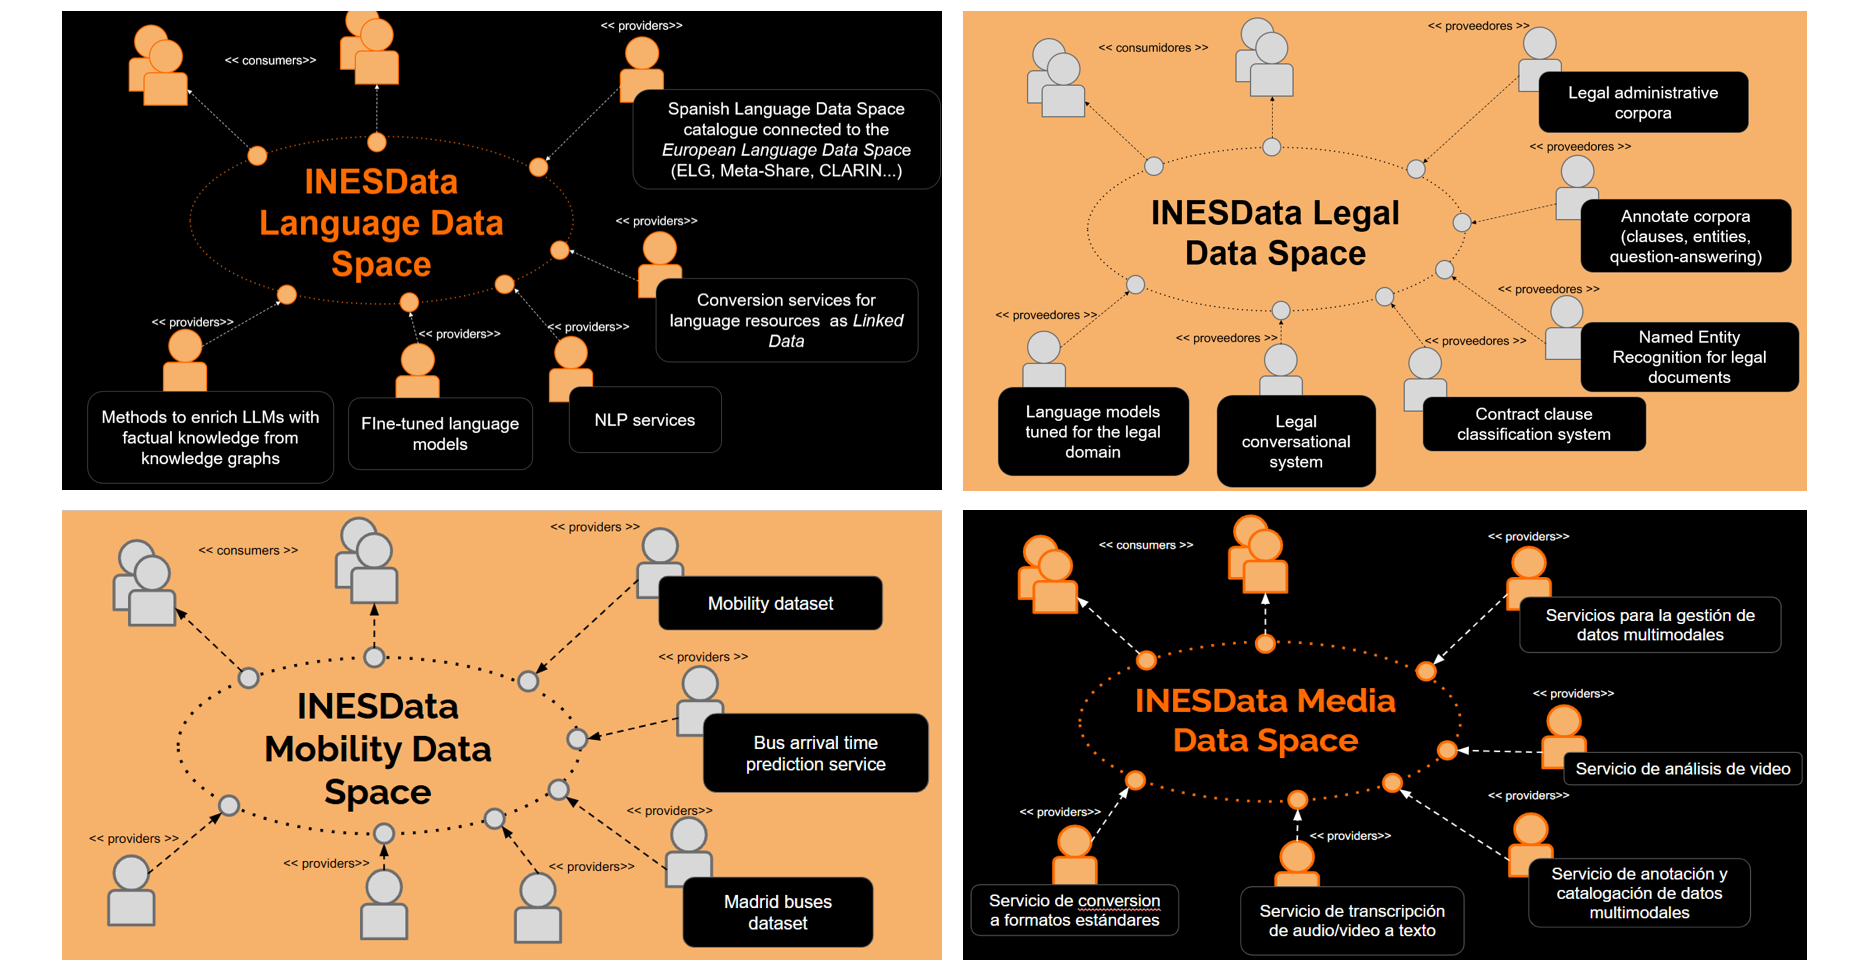 << providers>>
<< consumers>>
Spanish Language Data Space
catalogue connected to the
European Language Data Space
(ELG, Meta-Share, CLARIN...)
INESData
Language Data
Space
<< providers>>
Conversion services for
language resources as Linked
Data
<< providers>>
<< providers>>
<< providers>>
Methods to enrich LLMs with
factual knowledge from
knowledge graphs
FIne-tuned language
models
NLP services
<< proveedores >>
<< consumidores >>
Legal administrative
corpora
<< proveedores >>
INESData Legal
Data Space
Annotate corpora
(clauses, entities,
question-answering)
<< proveedores >>
<< proveedores >>
<< proveedores >>
<< proveedores >>
Named Entity
Recognition for legal
documents
Language models
tuned for the legal
domain
Legal
conversational
system
Contract clause
classification system
<< providers >>
<< consumers >>
Mobility dataset
<< providers >>
INESData
Mobility Data
Space
Bus arrival time
prediction service
<< providers>>
<< providers >>
<< providers>>
<< providers>>
Madrid buses
dataset
<< providers>>
<< consumers >>
Servicios para la gestión de
datos multimodales
<< providers>>
INESData Media
Data Space
Servicio de análisis de video
<< providers>>
<< providers>>
<< providers>>
Servicio de conversion
a formatos estándares
Servicio de transcripción
de audio/video a texto
Servicio de anotación y
catalogación de datos
multimodales